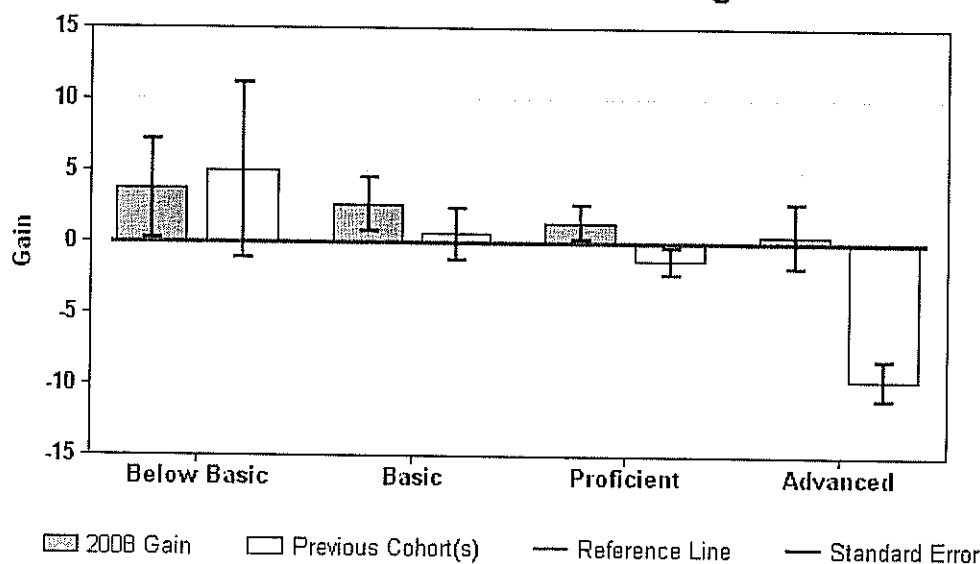 15
10
5
0
-5
-10
-15
Gain
Below Basic Basic Proficient Advanced
2008 Gain Previous Cohort(s) Reference Line Standard Error